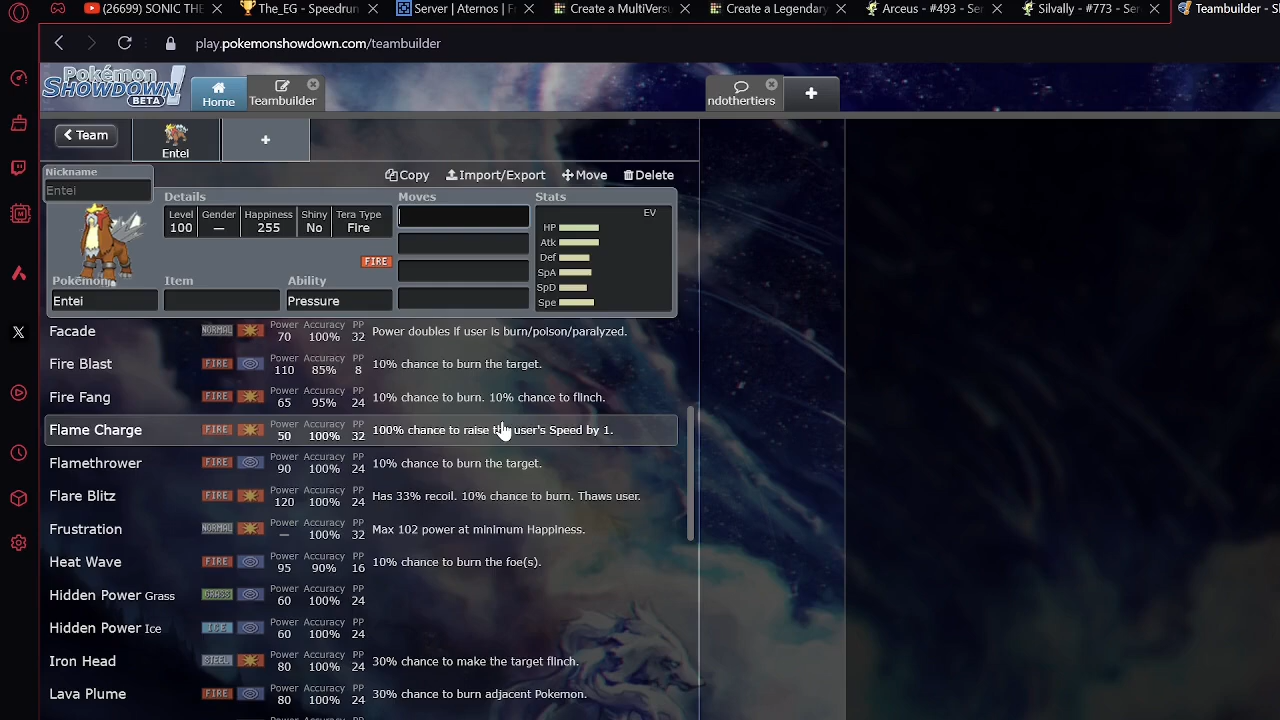 (26699) SONIC THE
The_EG - Speedrun
Server | Aternos | F
Create a MultiVersu
Create a Legendary
Arceus - #493 - Ser
Silvally - #773 - Ser
Teambuilder - S
play.pokemonshowdown.com/teambuilder
Pokémon
SHOWDOWN!
BETA
Home
Teambuilder
ndothertiers
+
Team
Entei
+
Nickname
Entei
Copy Import/Export Move Delete
Details
Level Gender Happiness Shiny Tera Type
100 — 255 No Fire
FIRE
Pokémon
Entei
Item
Ability
Pressure
Moves
Stats
EV
HP
Atk
Def
SpA
SpD
Spe
Facade NORMAL Power 70 Accuracy 100% PP 32 Power doubles if user is burn/poison/paralyzed.
Fire Blast FIRE Power 110 Accuracy 85% PP 8 10% chance to burn the target.
Fire Fang FIRE Power 65 Accuracy 95% PP 24 10% chance to burn. 10% chance to flinch.
Flame Charge FIRE Power 50 Accuracy 100% PP 32 100% chance to raise the user's Speed by 1.
Flamethrower FIRE Power 90 Accuracy 100% PP 24 10% chance to burn the target.
Flare Blitz FIRE Power 120 Accuracy 100% PP 24 Has 33% recoil. 10% chance to burn. Thaws user.
Frustration NORMAL Power — Accuracy 100% PP 32 Max 102 power at minimum Happiness.
Heat Wave FIRE Power 95 Accuracy 90% PP 16 10% chance to burn the foe(s).
Hidden Power Grass GRASS Power 60 Accuracy 100% PP 24
Hidden Power Ice ICE Power 60 Accuracy 100% PP 24
Iron Head STEEL Power 80 Accuracy 100% PP 24 30% chance to make the target flinch.
Lava Plume FIRE Power 80 Accuracy 100% PP 24 30% chance to burn adjacent Pokemon.